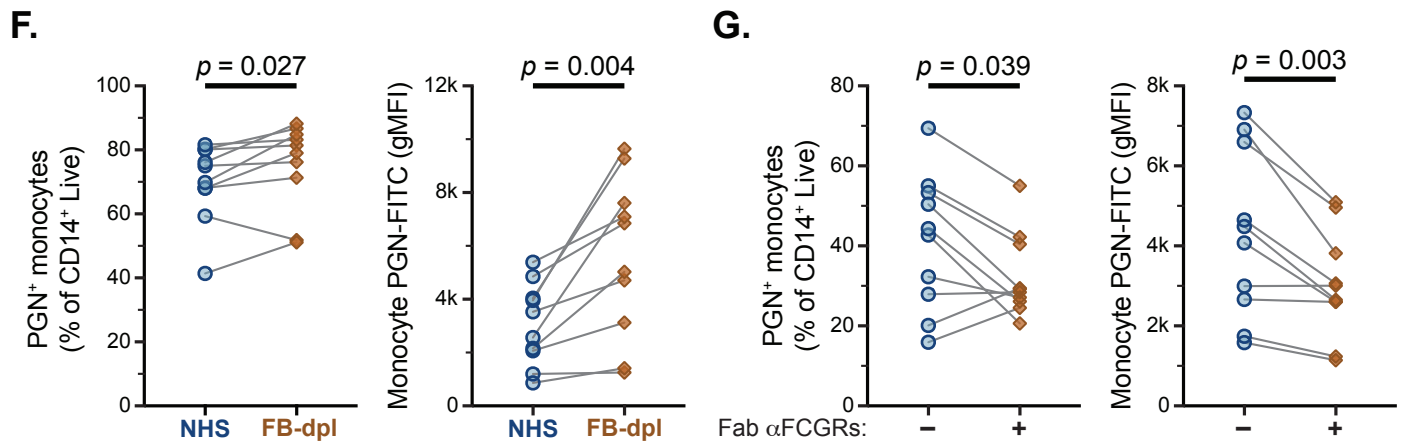 F.
p = 0.027
PGN⁺ monocytes
(% of CD14⁺ Live)
100
80
60
40
20
0
NHS FB-dpl
p = 0.004
Monocyte PGN-FITC (gMFI)
12k
8k
4k
0
NHS FB-dpl
G.
p = 0.039
PGN⁺ monocytes
(% of CD14⁺ Live)
80
60
40
20
0
Fab αFCGRs: – +
p = 0.003
Monocyte PGN-FITC (gMFI)
8k
6k
4k
2k
0
– +